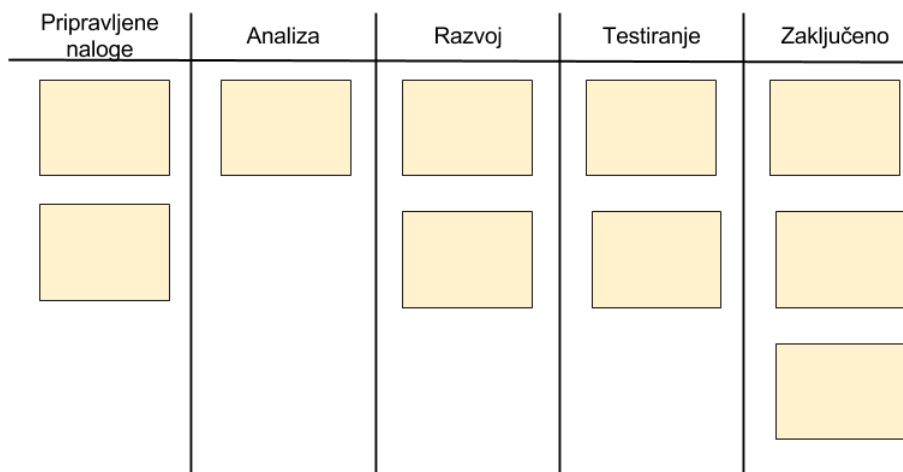 Pripravljene
naloge
Analiza
Razvoj
Testiranje
Zaključeno